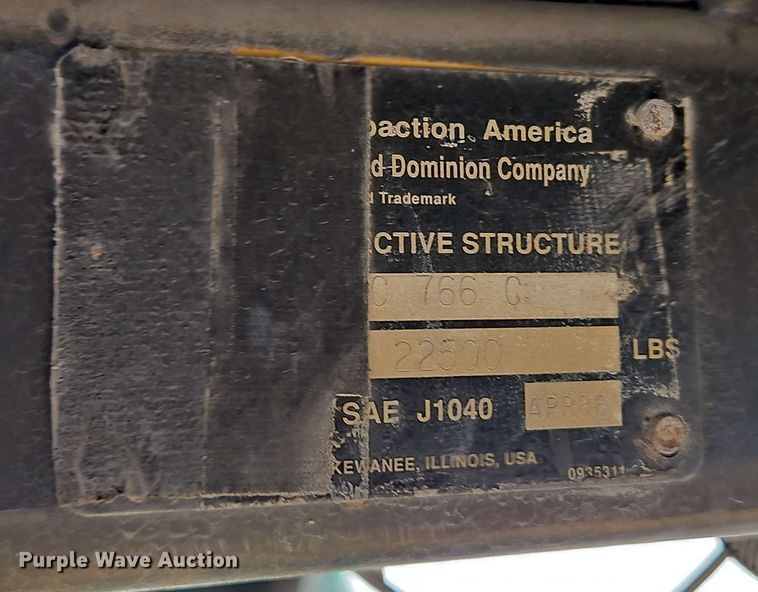 paction America
d Dominion Company
d Trademark
CTIVE STRUCTURE
C 766 C
22500
LBS
SAE J1040 APR88
KEWANEE, ILLINOIS, USA 0935311
Purple Wave Auction